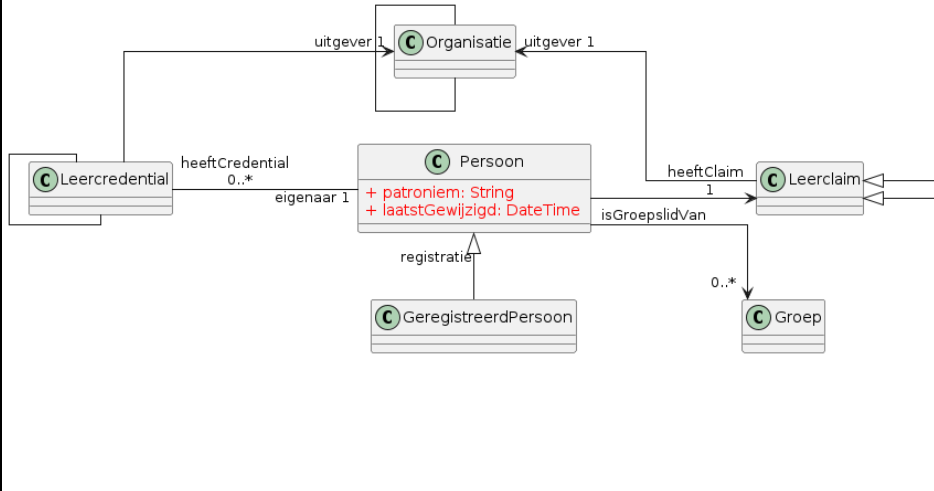 uitgever 1
C Organisatie
uitgever 1
heeftCredential
0..*
eigenaar 1
C Leercredential
C Persoon
+ patroniem: String
+ laatstGewijzigd: DateTime
heeftClaim
1
C Leerclaim
isGroepslidVan
0..*
registratie
C GeregistreerdPersoon
C Groep